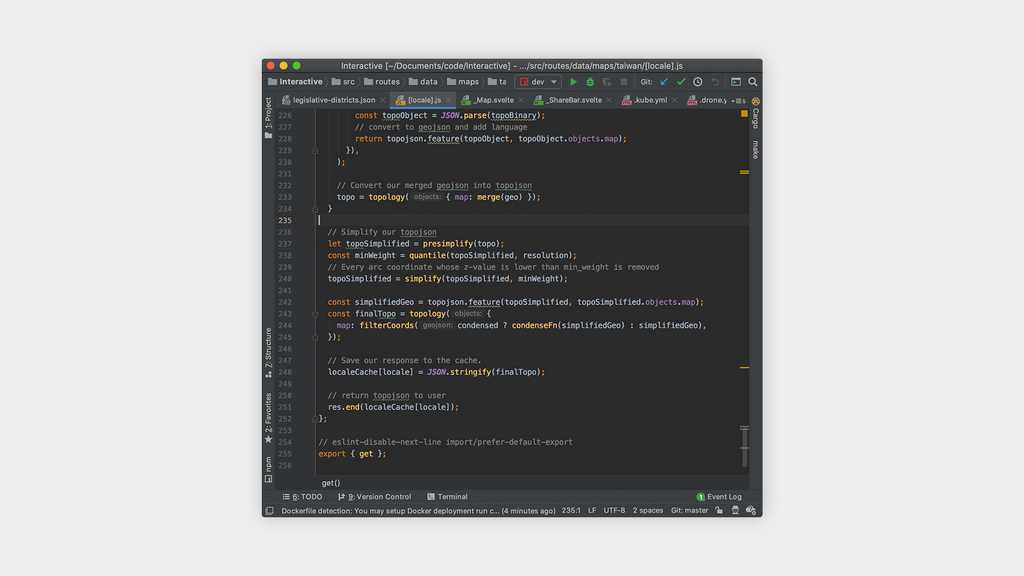 Interactive [~/Documents/code/Interactive] - .../src/routes/data/maps/taiwan/[locale].js
Interactive src routes data maps ta dev Git:
legislative-districts.json [locale].js _Map.svelte _ShareBar.svelte .kube.yml .drone.y
1: Project
Cargo
make
226 const topoObject = JSON.parse(topoBinary);
227 // convert to geojson and add language
228 return topojson.feature(topoObject, topoObject.objects.map);
229 }),
230 );
231
232 // Convert our merged geojson into topojson
233 topo = topology( objects: { map: merge(geo) });
234 }
235
236 // Simplify our topojson
237 let topoSimplified = presimplify(topo);
238 const minWeight = quantile(topoSimplified, resolution);
239 // Every arc coordinate whose z-value is lower than min_weight is removed
240 topoSimplified = simplify(topoSimplified, minWeight);
241
242 const simplifiedGeo = topojson.feature(topoSimplified, topoSimplified.objects.map);
243 const finalTopo = topology( objects: {
244 map: filterCoords( geojson: condensed ? condenseFn(simplifiedGeo) : simplifiedGeo),
245 });
246
247 // Save our response to the cache.
248 localeCache[locale] = JSON.stringify(finalTopo);
249
250 // return topojson to user
251 res.end(localeCache[locale]);
252 };
253
254 // eslint-disable-next-line import/prefer-default-export
255 export { get };
256
7: Structure
2: Favorites
npm
get()
6: TODO 9: Version Control Terminal 1 Event Log
Dockerfile detection: You may setup Docker deployment run c... (4 minutes ago) 235:1 LF UTF-8 2 spaces Git: master